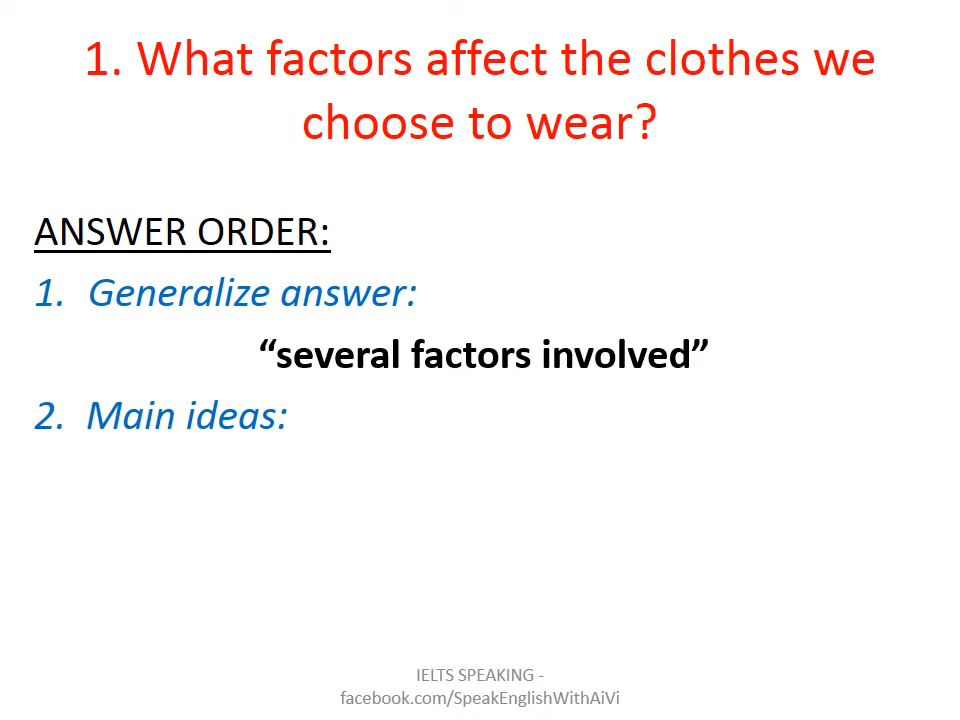 1. What factors affect the clothes we
choose to wear?
ANSWER ORDER:
1. Generalize answer:
“several factors involved”
2. Main ideas:
IELTS SPEAKING -
facebook.com/SpeakEnglishWithAiVi